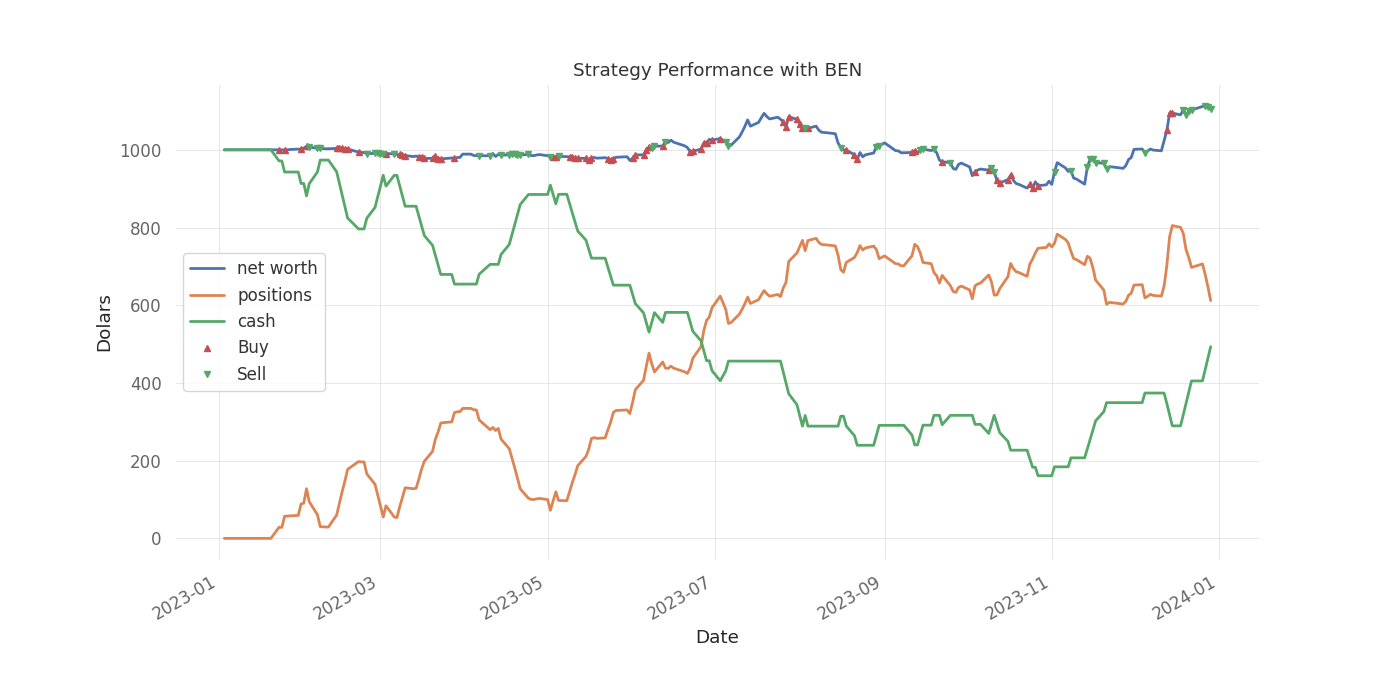 Strategy Performance with BEN
Dolars
1000
800
600
400
200
0
net worth
positions
cash
Buy
Sell
2023-01
2023-03
2023-05
2023-07
2023-09
2023-11
2024-01
Date